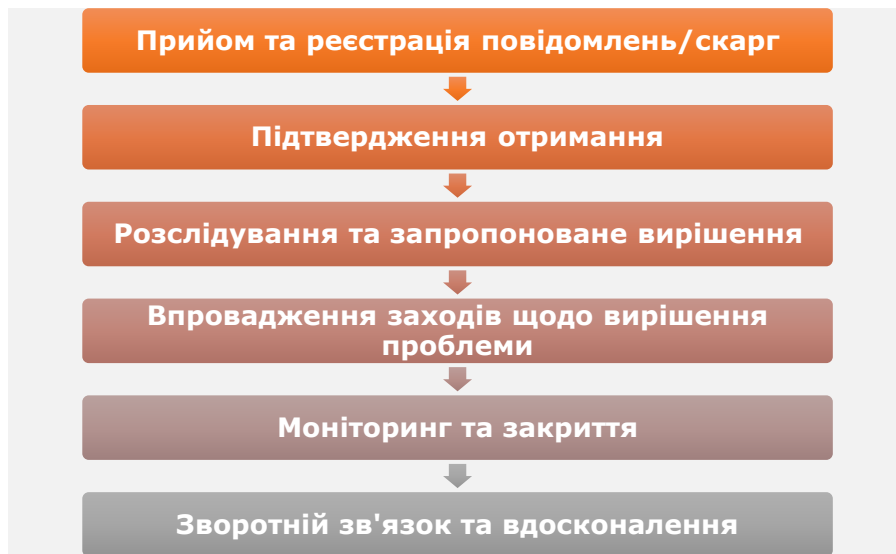 Прийом та реєстрація повідомлень/скарг
Підтвердження отримання
Розслідування та запропоноване вирішення
Впровадження заходів щодо вирішення
проблеми
Моніторинг та закриття
Зворотній зв'язок та вдосконалення